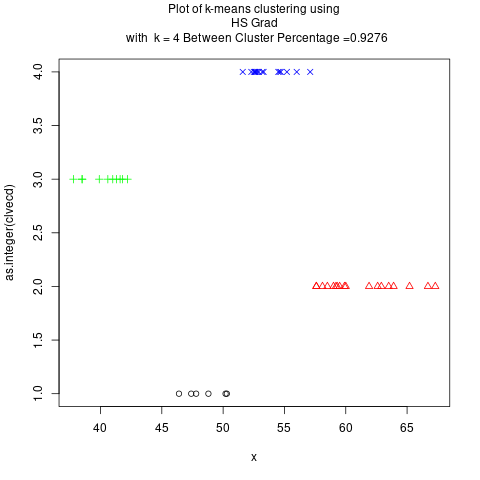 Plot of k-means clustering using
HS Grad
with k = 4 Between Cluster Percentage =0.9276
as.integer(clvecd)
4.0
3.5
3.0
2.5
2.0
1.5
1.0
40 45 50 55 60 65
x